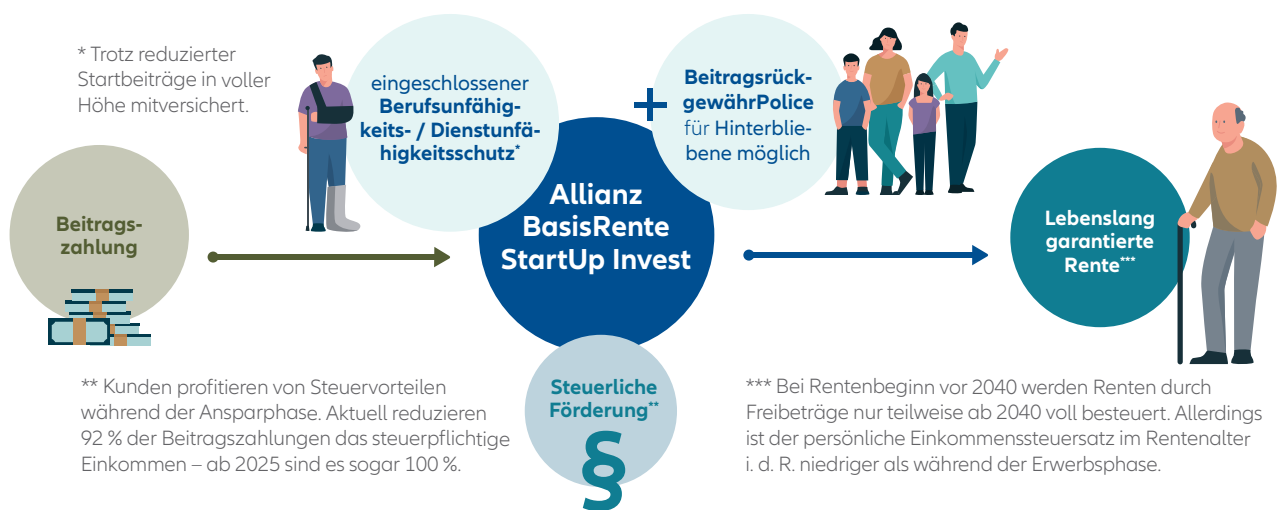 * Trotz reduzierter
Startbeiträge in voller
Höhe mitversichert.
eingeschlossener
Berufsunfähig-
keits- / Dienstunfä-
higkeitsschutz*
+
Beitragsrück-
gewährPolice
für Hinterblie-
bene möglich
Beitrags-
zahlung
Allianz
BasisRente
StartUp Invest
Lebenslang
garantierte
Rente***
Steuerliche
Förderung**
§
** Kunden profitieren von Steuervorteilen
während der Ansparphase. Aktuell reduzieren
92 % der Beitragszahlungen das steuerpflichtige
Einkommen – ab 2025 sind es sogar 100 %.
*** Bei Rentenbeginn vor 2040 werden Renten durch
Freibeträge nur teilweise ab 2040 voll besteuert. Allerdings
ist der persönliche Einkommenssteuersatz im Rentenalter
i. d. R. niedriger als während der Erwerbsphase.